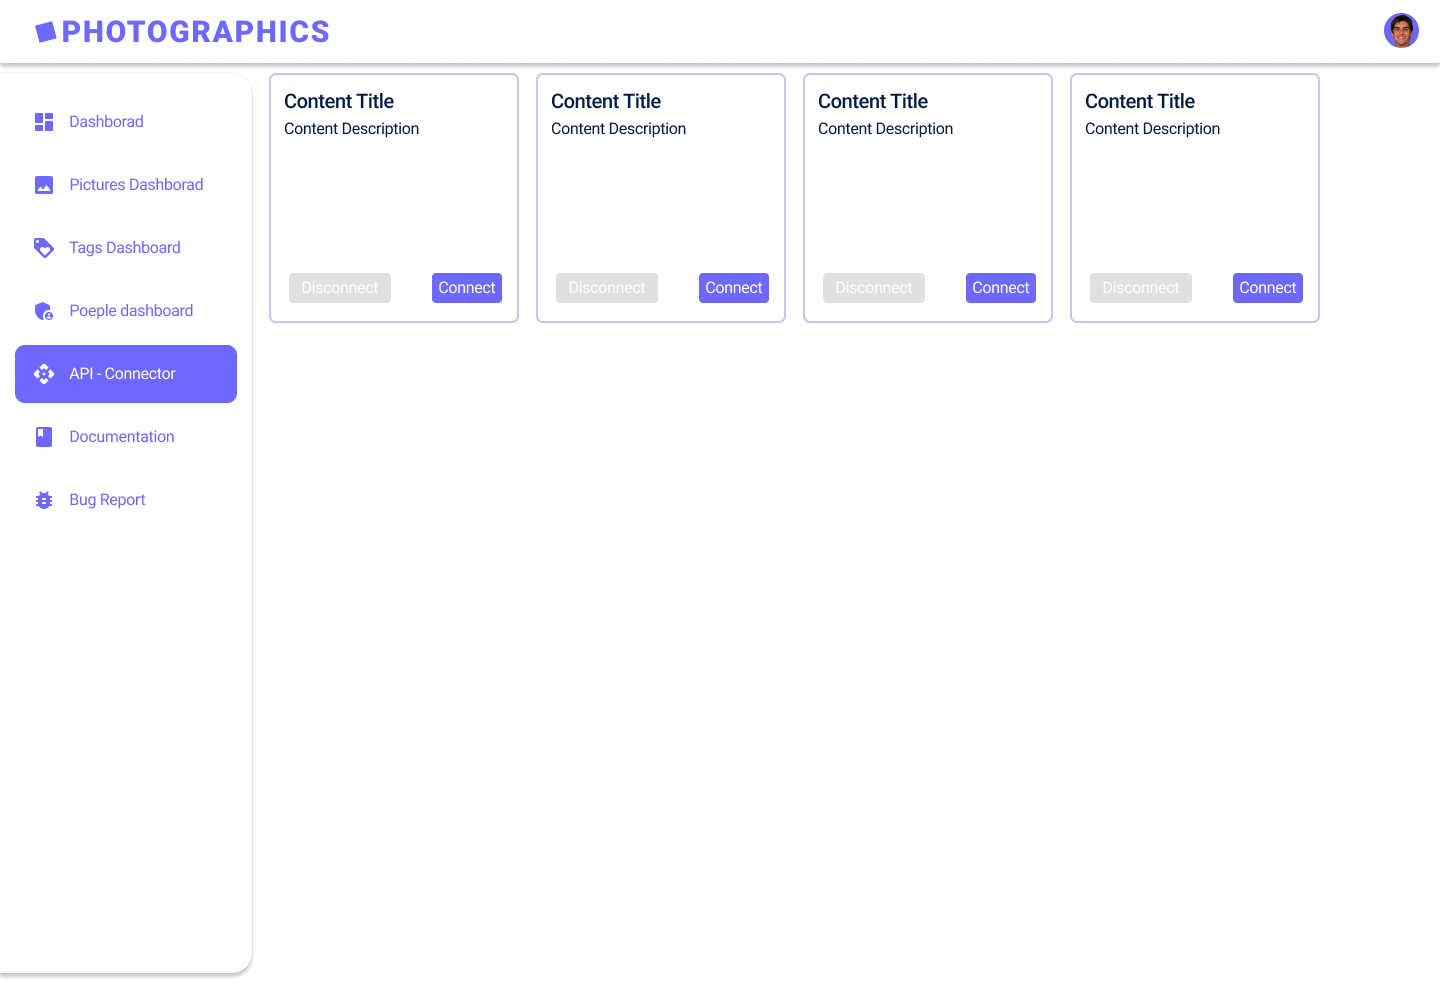 PHOTOGRAPHICS
Dashborad
Pictures Dashborad
Tags Dashboard
Poeple dashboard
API - Connector
Documentation
Bug Report
Content Title
Content Description
Disconnect
Connect
Content Title
Content Description
Disconnect
Connect
Content Title
Content Description
Disconnect
Connect
Content Title
Content Description
Disconnect
Connect